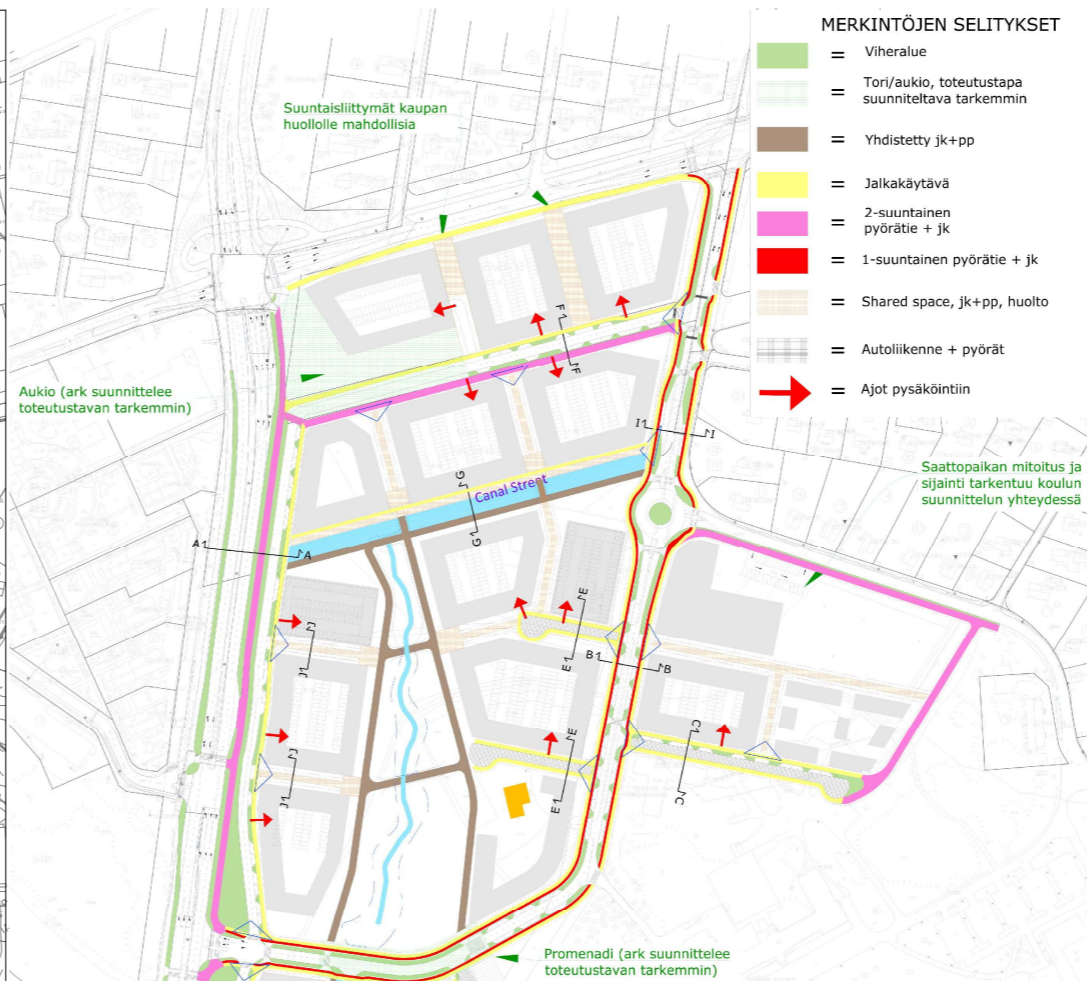 MERKINTÖJEN SELITYKSET
= Viheralue
= Tori/aukio, toteutustapa
suunniteltava tarkemmin
= Yhdistetty jk+pp
= Jalkakäytävä
= 2-suuntainen
pyörätie + jk
= 1-suuntainen pyörätie + jk
= Shared space, jk+pp, huolto
= Autoliikenne + pyörät
= Ajot pysäköintiin
Suuntaisliittymät kaupan
huollolle mahdollisia
Aukio (ark suunnittelee
toteutustavan tarkemmin)
Saattopaikan mitoitus ja
sijainti tarkentuu koulun
suunnittelun yhteydessä
Canal Street
F
F
I
I
G
G
A
A
E
E
J
J
B
B
C
C
E
E
J
J
Promenadi (ark suunnittelee
toteutustavan tarkemmin)